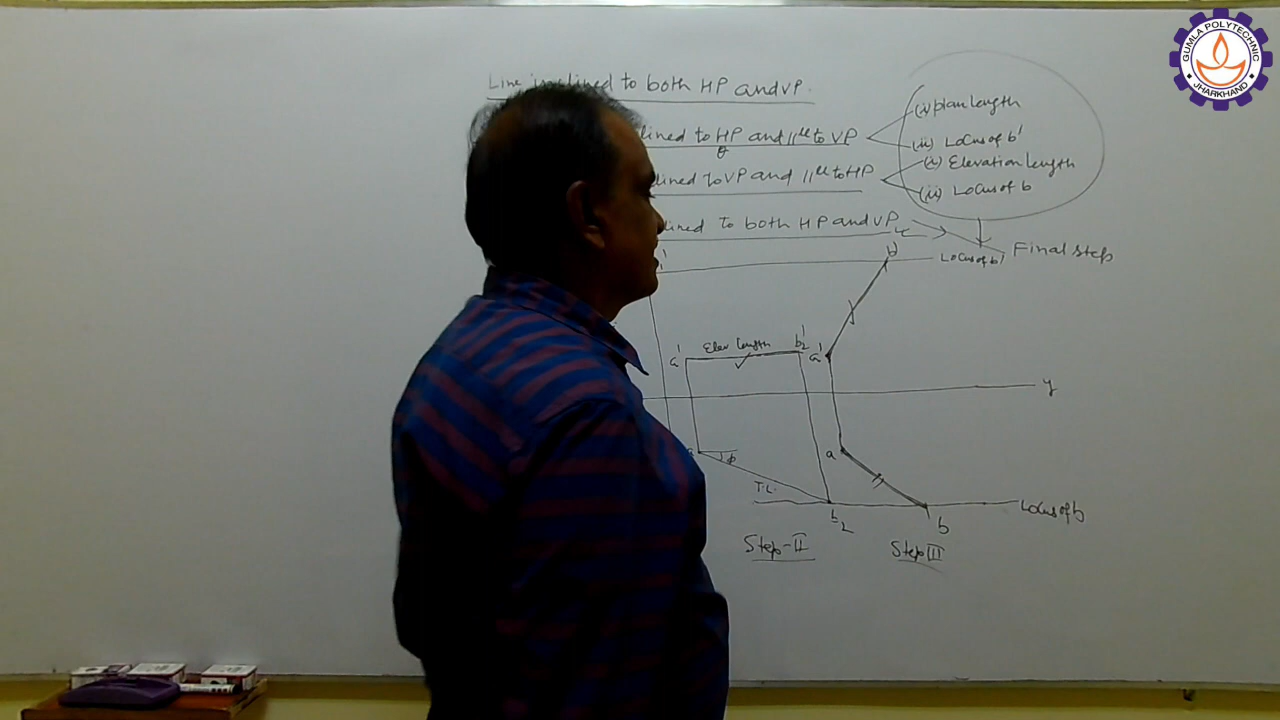 GUMLA POLYTECHNIC
JHARKHAND
Line inclined to both HP and VP.
lined to HP and ||el to VP
θ
(i) plan length
(ii) Locus of b'
lined to VP and ||el to HP
(i) Elevation length
(ii) Locus of b
ined to both HP and VP
Final step
b'
Locus of b'
a'
Elev length
b2'
a'
y
a
φ
a
T.L.
b2
b
Locus of b
Step-II
Step III